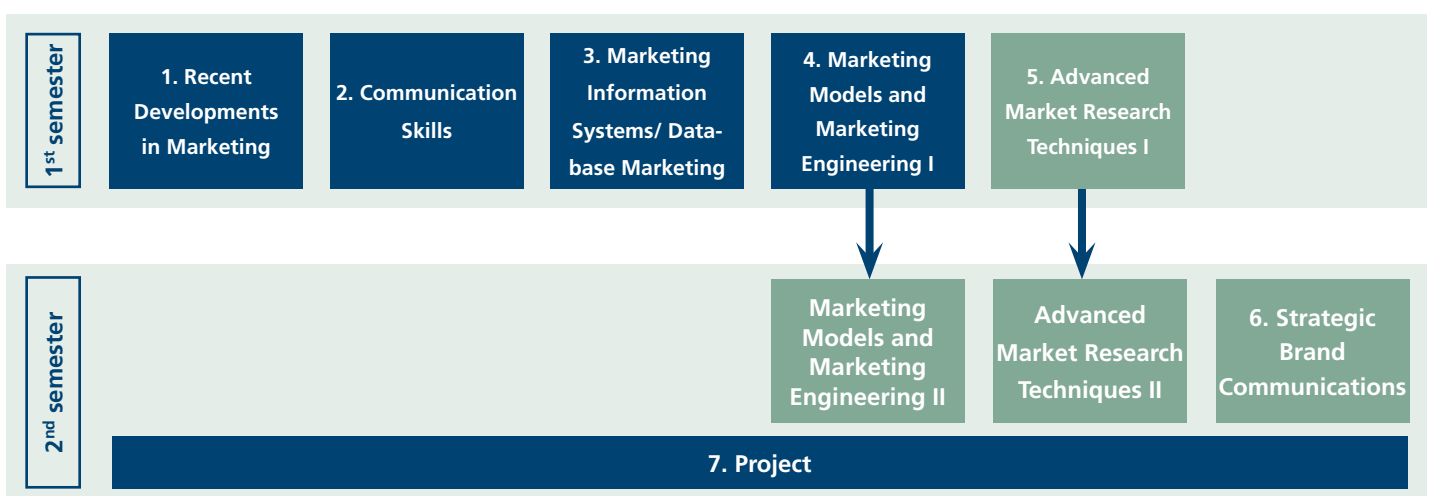 1st semester
1. Recent
Developments
in Marketing
2. Communication
Skills
3. Marketing
Information
Systems/ Data-
base Marketing
4. Marketing
Models and
Marketing
Engineering I
5. Advanced
Market Research
Techniques I
2nd semester
Marketing
Models and
Marketing
Engineering II
Advanced
Market Research
Techniques II
6. Strategic
Brand
Communications
7. Project